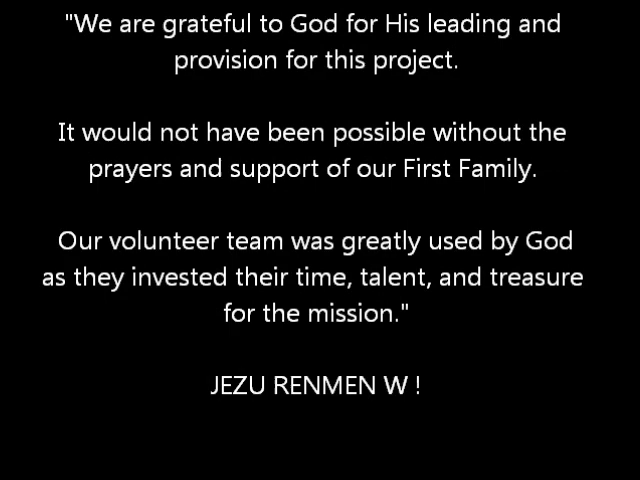 "We are grateful to God for His leading and
provision for this project.
It would not have been possible without the
prayers and support of our First Family.
Our volunteer team was greatly used by God
as they invested their time, talent, and treasure
for the mission."
JEZU RENMEN W !